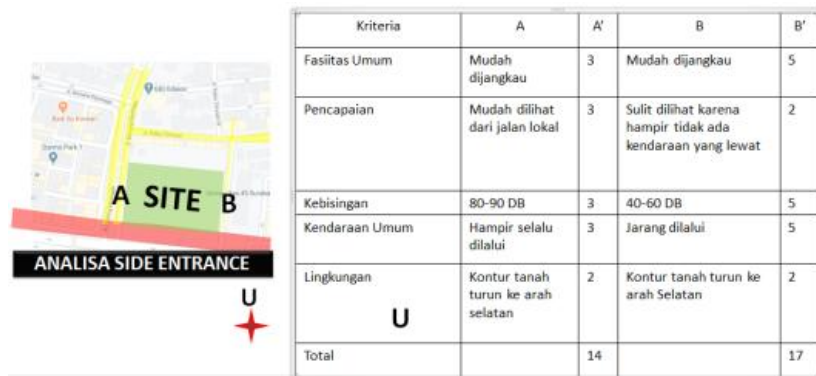 A SITE B
ANALISA SIDE ENTRANCE
U
Kriteria A A' B B'
Fasiitas Umum Mudah dijangkau 3 Mudah dijangkau 5
Pencapaian Mudah dilihat dari jalan lokal 3 Sulit dilihat karena hampir tidak ada kendaraan yang lewat 2
Kebisingan 80-90 DB 3 40-60 DB 5
Kendaraan Umum Hampir selalu dilalui 3 Jarang dilalui 5
Lingkungan Kontur tanah turun ke arah selatan 2 Kontur tanah turun ke arah Selatan 2
U
Total 14 17